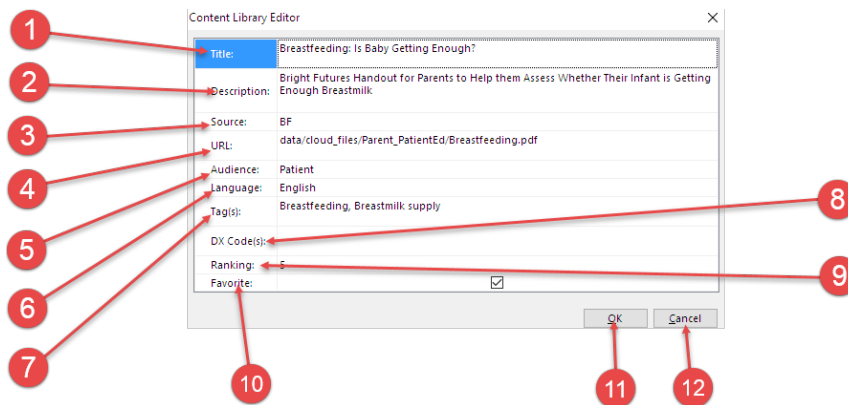 Content Library Editor
1
Title: Breastfeeding: Is Baby Getting Enough?
2
Description: Bright Futures Handout for Parents to Help them Assess Whether Their Infant is Getting
Enough Breastmilk
3
Source: BF
4
URL: data/cloud_files/Parent_PatientEd/Breastfeeding.pdf
5
Audience: Patient
6
Language: English
7
Tag(s): Breastfeeding, Breastmilk supply
8
DX Code(s):
9
Ranking: 5
10
Favorite:
11
OK
12
Cancel